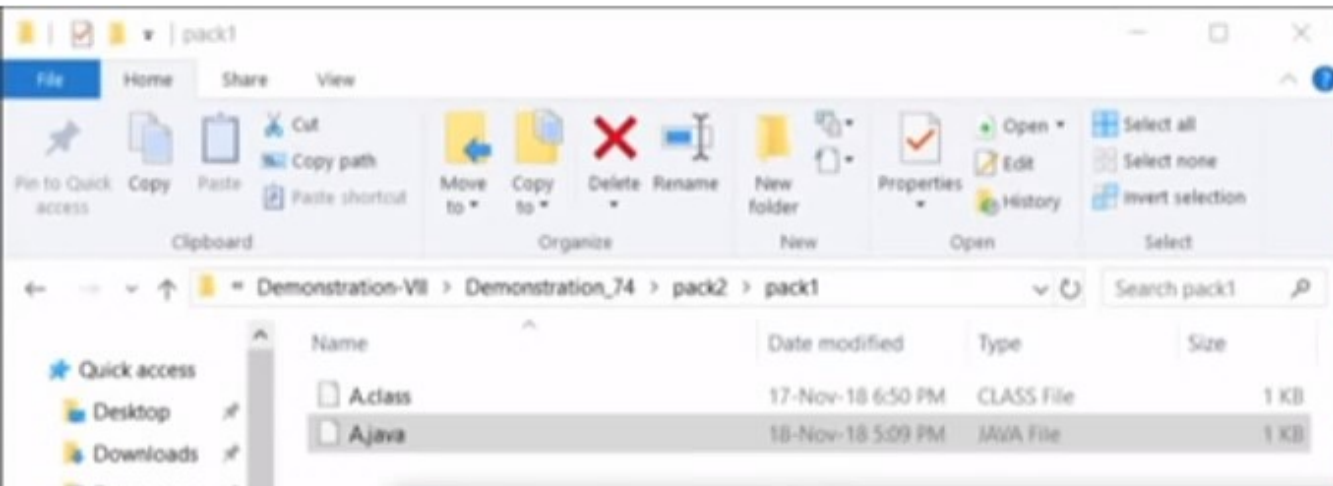 pack1
File Home Share View
Pin to Quick access
Copy
Paste
Cut
Copy path
Paste shortcut
Move to
Copy to
Delete
Rename
New folder
Properties
Open
Edit
History
Select all
Select none
Invert selection
Clipboard Organize New Open Select
Demonstration-VII > Demonstration_74 > pack2 > pack1
Search pack1
Name Date modified Type Size
Quick access
Desktop
Downloads
A.class 17-Nov-18 6:50 PM CLASS File 1 KB
A.java 18-Nov-18 5:09 PM JAVA File 1 KB